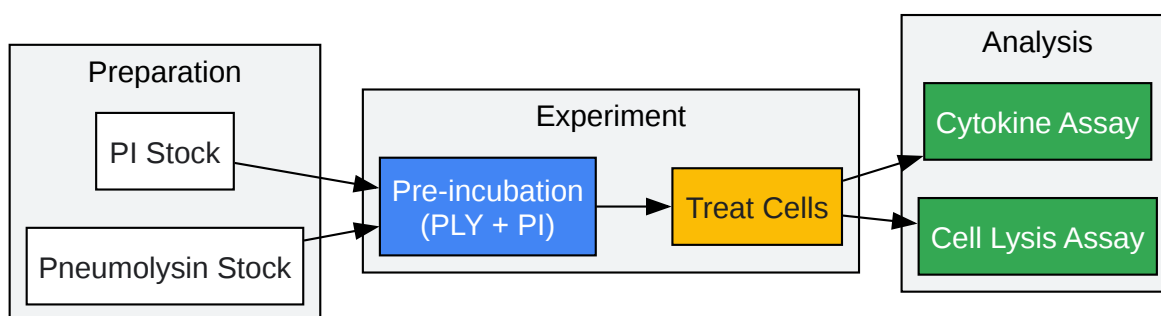 Preparation
PI Stock
Pneumolysin Stock
Experiment
Pre-incubation
(PLY + PI)
Treat Cells
Analysis
Cytokine Assay
Cell Lysis Assay